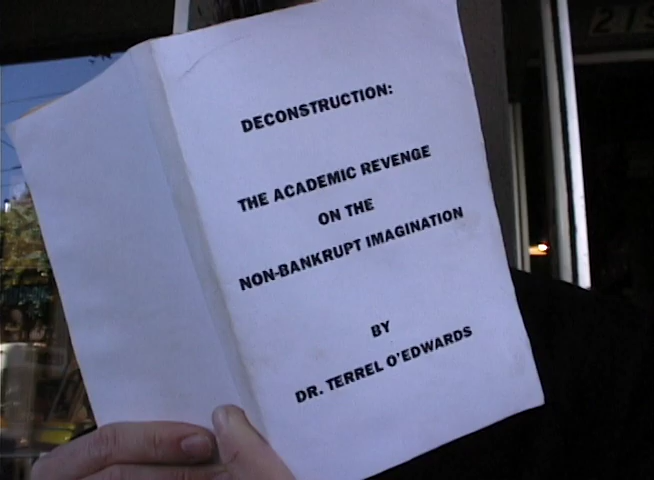 DECONSTRUCTION:
THE ACADEMIC REVENGE
ON THE
NON-BANKRUPT IMAGINATION
BY
DR. TERREL O'EDWARDS